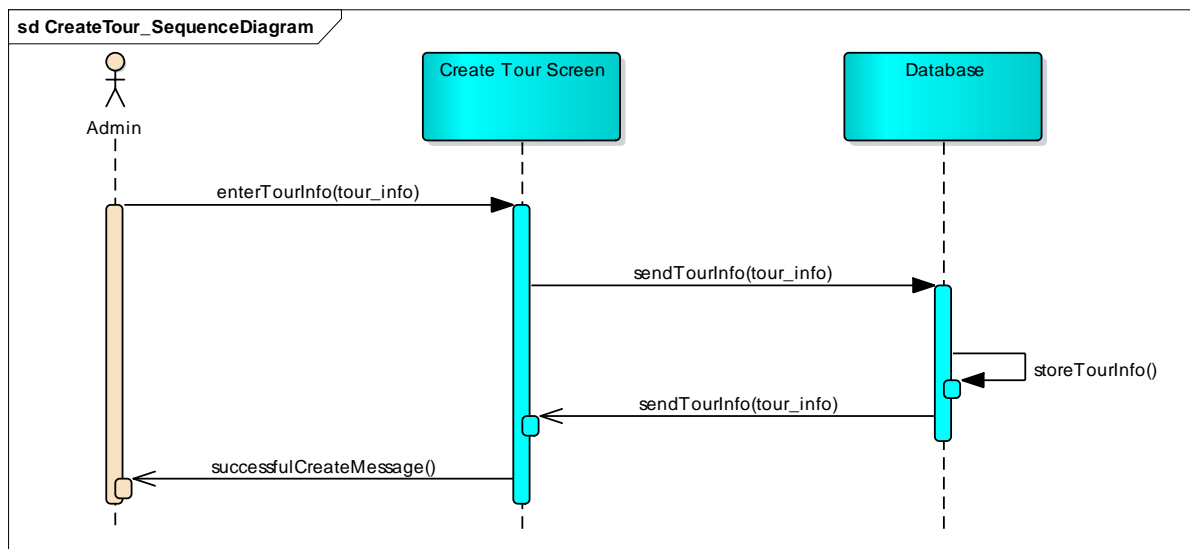 sd CreateTour_SequenceDiagram
Create Tour Screen
Database
Admin
enterTourInfo(tour_info)
sendTourInfo(tour_info)
storeTourInfo()
sendTourInfo(tour_info)
successfulCreateMessage()